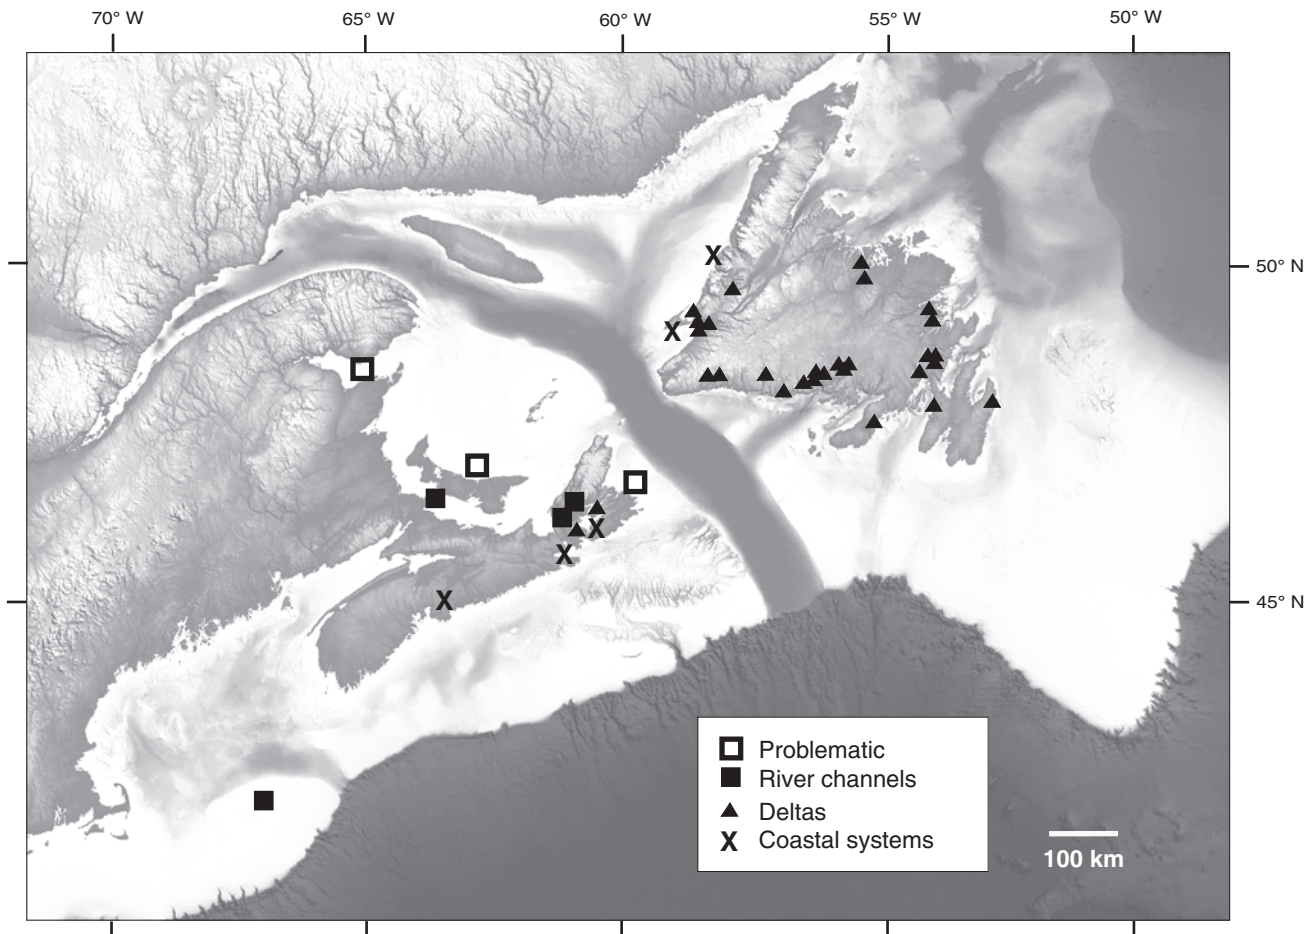 70° W
65° W
60° W
55° W
50° W
50° N
45° N
Problematic
River channels
Deltas
X Coastal systems
100 km
X
X
X
X
X